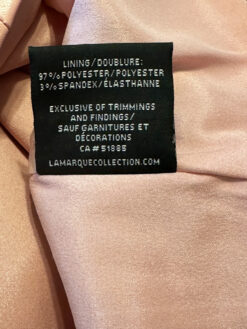 LINING/DOUBLURE:
97%POLYESTER/POLYESTER
3%SPANDEX/ÉLASTHANNE
EXCLUSIVE OF TRIMMINGS
AND FINDINGS/
SAUF GARNITURES ET
DÉCORATIONS
CA#51885
LAMARQUECOLLECTION.COM